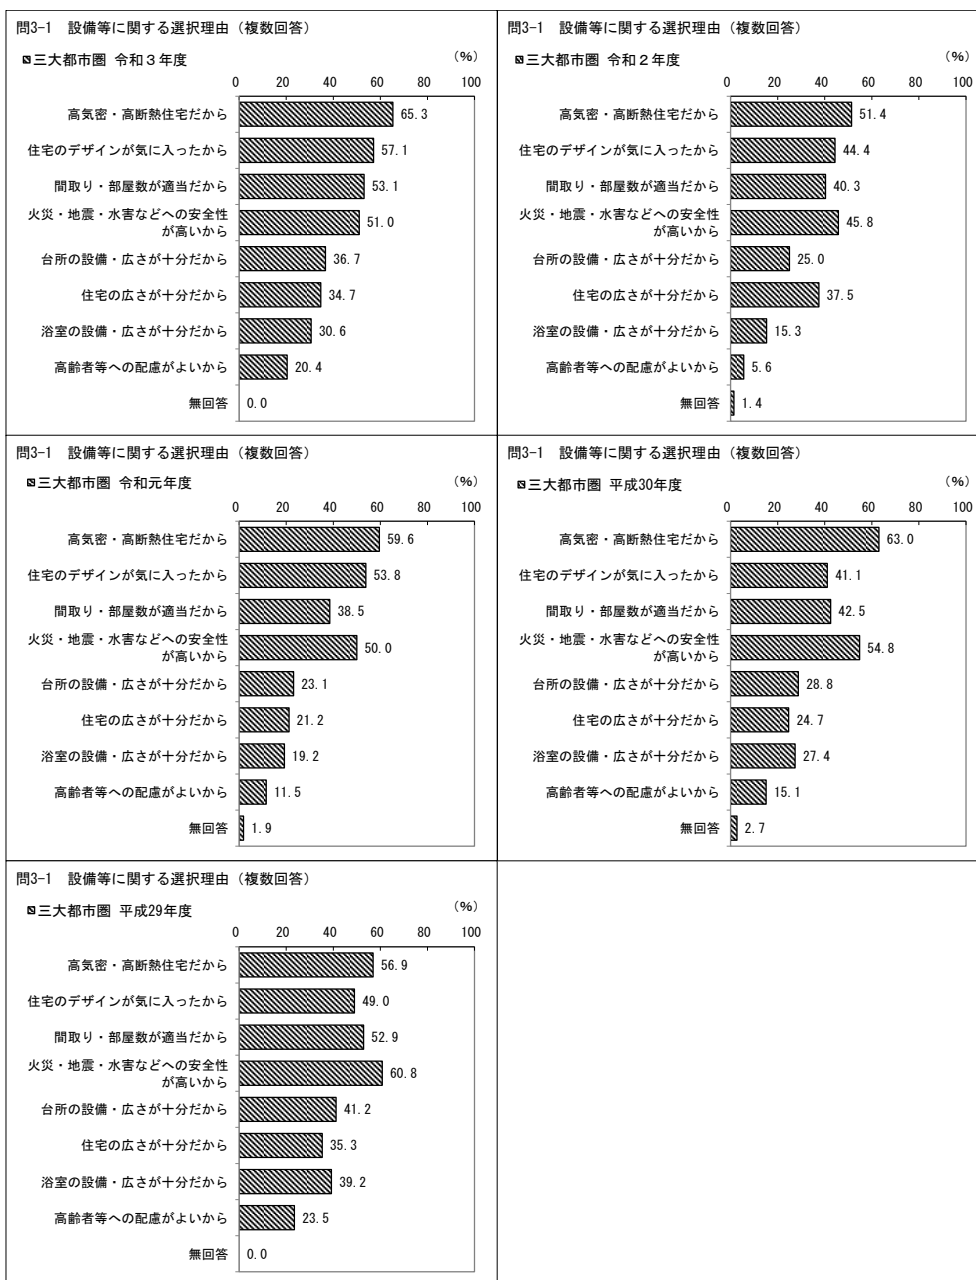 問3-1　設備等に関する選択理由（複数回答）
三大都市圏 令和３年度
（%）
0 20 40 60 80 100
高気密・高断熱住宅だから 65.3
住宅のデザインが気に入ったから 57.1
間取り・部屋数が適当だから 53.1
火災・地震・水害などへの安全性
が高いから 51.0
台所の設備・広さが十分だから 36.7
住宅の広さが十分だから 34.7
浴室の設備・広さが十分だから 30.6
高齢者等への配慮がよいから 20.4
無回答 0.0
問3-1　設備等に関する選択理由（複数回答）
三大都市圏 令和２年度
（%）
0 20 40 60 80 100
高気密・高断熱住宅だから 51.4
住宅のデザインが気に入ったから 44.4
間取り・部屋数が適当だから 40.3
火災・地震・水害などへの安全性
が高いから 45.8
台所の設備・広さが十分だから 25.0
住宅の広さが十分だから 37.5
浴室の設備・広さが十分だから 15.3
高齢者等への配慮がよいから 5.6
無回答 1.4
問3-1　設備等に関する選択理由（複数回答）
三大都市圏 令和元年度
（%）
0 20 40 60 80 100
高気密・高断熱住宅だから 59.6
住宅のデザインが気に入ったから 53.8
間取り・部屋数が適当だから 38.5
火災・地震・水害などへの安全性
が高いから 50.0
台所の設備・広さが十分だから 23.1
住宅の広さが十分だから 21.2
浴室の設備・広さが十分だから 19.2
高齢者等への配慮がよいから 11.5
無回答 1.9
問3-1　設備等に関する選択理由（複数回答）
三大都市圏 平成30年度
（%）
0 20 40 60 80 100
高気密・高断熱住宅だから 63.0
住宅のデザインが気に入ったから 41.1
間取り・部屋数が適当だから 42.5
火災・地震・水害などへの安全性
が高いから 54.8
台所の設備・広さが十分だから 28.8
住宅の広さが十分だから 24.7
浴室の設備・広さが十分だから 27.4
高齢者等への配慮がよいから 15.1
無回答 2.7
問3-1　設備等に関する選択理由（複数回答）
三大都市圏 平成29年度
（%）
0 20 40 60 80 100
高気密・高断熱住宅だから 56.9
住宅のデザインが気に入ったから 49.0
間取り・部屋数が適当だから 52.9
火災・地震・水害などへの安全性
が高いから 60.8
台所の設備・広さが十分だから 41.2
住宅の広さが十分だから 35.3
浴室の設備・広さが十分だから 39.2
高齢者等への配慮がよいから 23.5
無回答 0.0